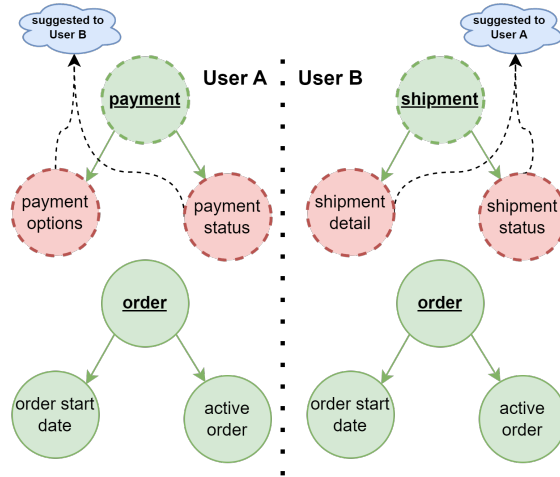 suggested to
User B
suggested to
User A
User A
User B
payment
shipment
payment
options
payment
status
shipment
detail
shipment
status
order
order
order start
date
active
order
order start
date
active
order